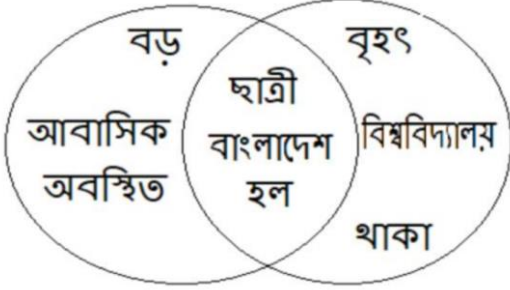 বড়
আবাসিক
অবস্থিত
ছাত্রী
বাংলাদেশ
হল
বৃহৎ
বিশ্ববিদ্যালয়
থাকা